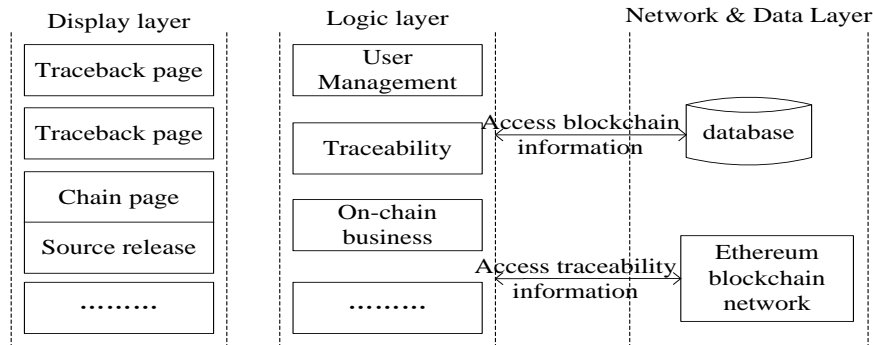 Display layer
Traceback page
Traceback page
Chain page
Source release
………
Logic layer
User
Management
Traceability
On-chain
business
………
Access blockchain
information
Access traceability
information
Network & Data Layer
database
Ethereum
blockchain
network